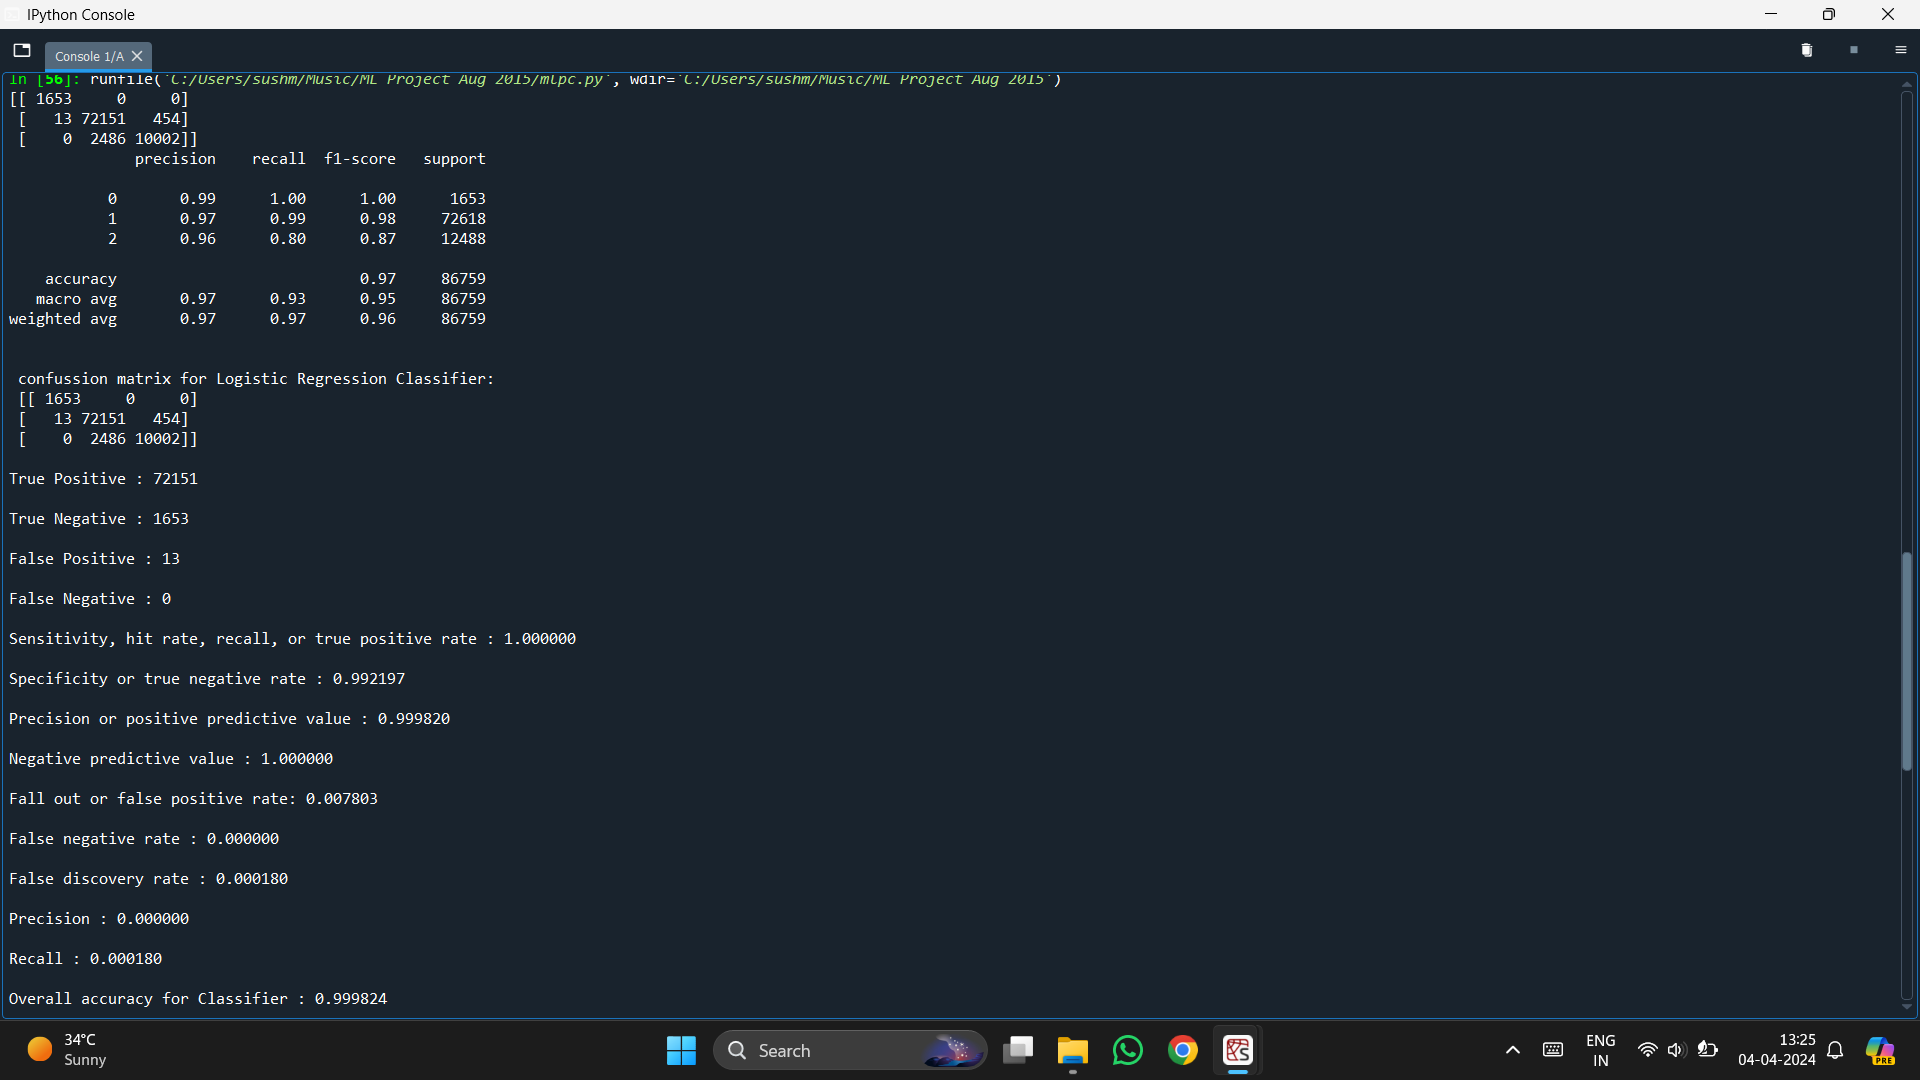 IPython Console
Console 1/A
In [56]: runfile('C:/Users/sushm/Music/ML Project Aug 2015/mlpc.py', wdir='C:/Users/sushm/Music/ML Project Aug 2015')
[[ 1653     0     0]
 [   13 72151   454]
 [    0  2486 10002]]
              precision    recall  f1-score   support
           0       0.99      1.00      1.00      1653
           1       0.97      0.99      0.98     72618
           2       0.96      0.80      0.87     12488
    accuracy                           0.97     86759
   macro avg       0.97      0.93      0.95     86759
weighted avg       0.97      0.97      0.96     86759
 confussion matrix for Logistic Regression Classifier:
 [[ 1653     0     0]
 [   13 72151   454]
 [    0  2486 10002]]
True Positive : 72151
True Negative : 1653
False Positive : 13
False Negative : 0
Sensitivity, hit rate, recall, or true positive rate : 1.000000
Specificity or true negative rate : 0.992197
Precision or positive predictive value : 0.999820
Negative predictive value : 1.000000
Fall out or false positive rate: 0.007803
False negative rate : 0.000000
False discovery rate : 0.000180
Precision : 0.000000
Recall : 0.000180
Overall accuracy for Classifier : 0.999824
34°C
Sunny
Search
ENG
IN
13:25
04-04-2024
PRE